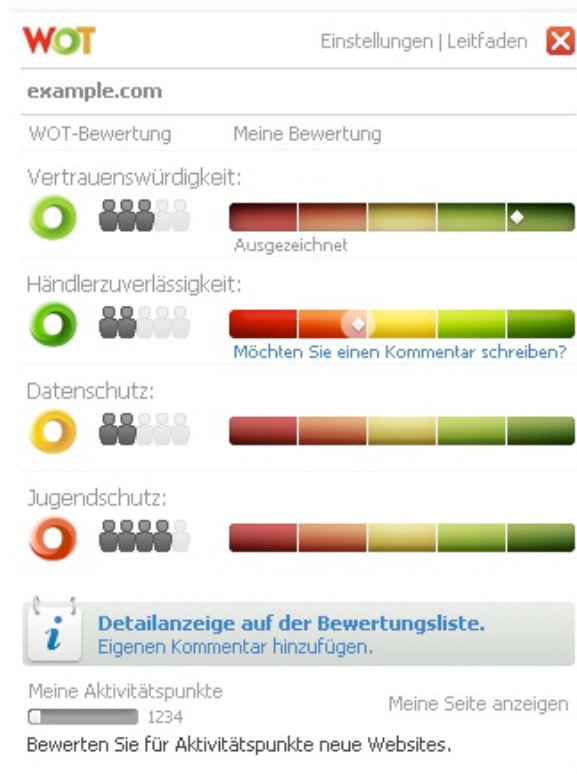 WOT
Einstellungen | Leitfaden
example.com
WOT-Bewertung Meine Bewertung
Vertrauenswürdigkeit:
Ausgezeichnet
Händlerzuverlässigkeit:
Möchten Sie einen Kommentar schreiben?
Datenschutz:
Jugendschutz:
i
Detailanzeige auf der Bewertungsliste.
Eigenen Kommentar hinzufügen.
Meine Aktivitätspunkte
1234
Meine Seite anzeigen
Bewerten Sie für Aktivitätspunkte neue Websites.